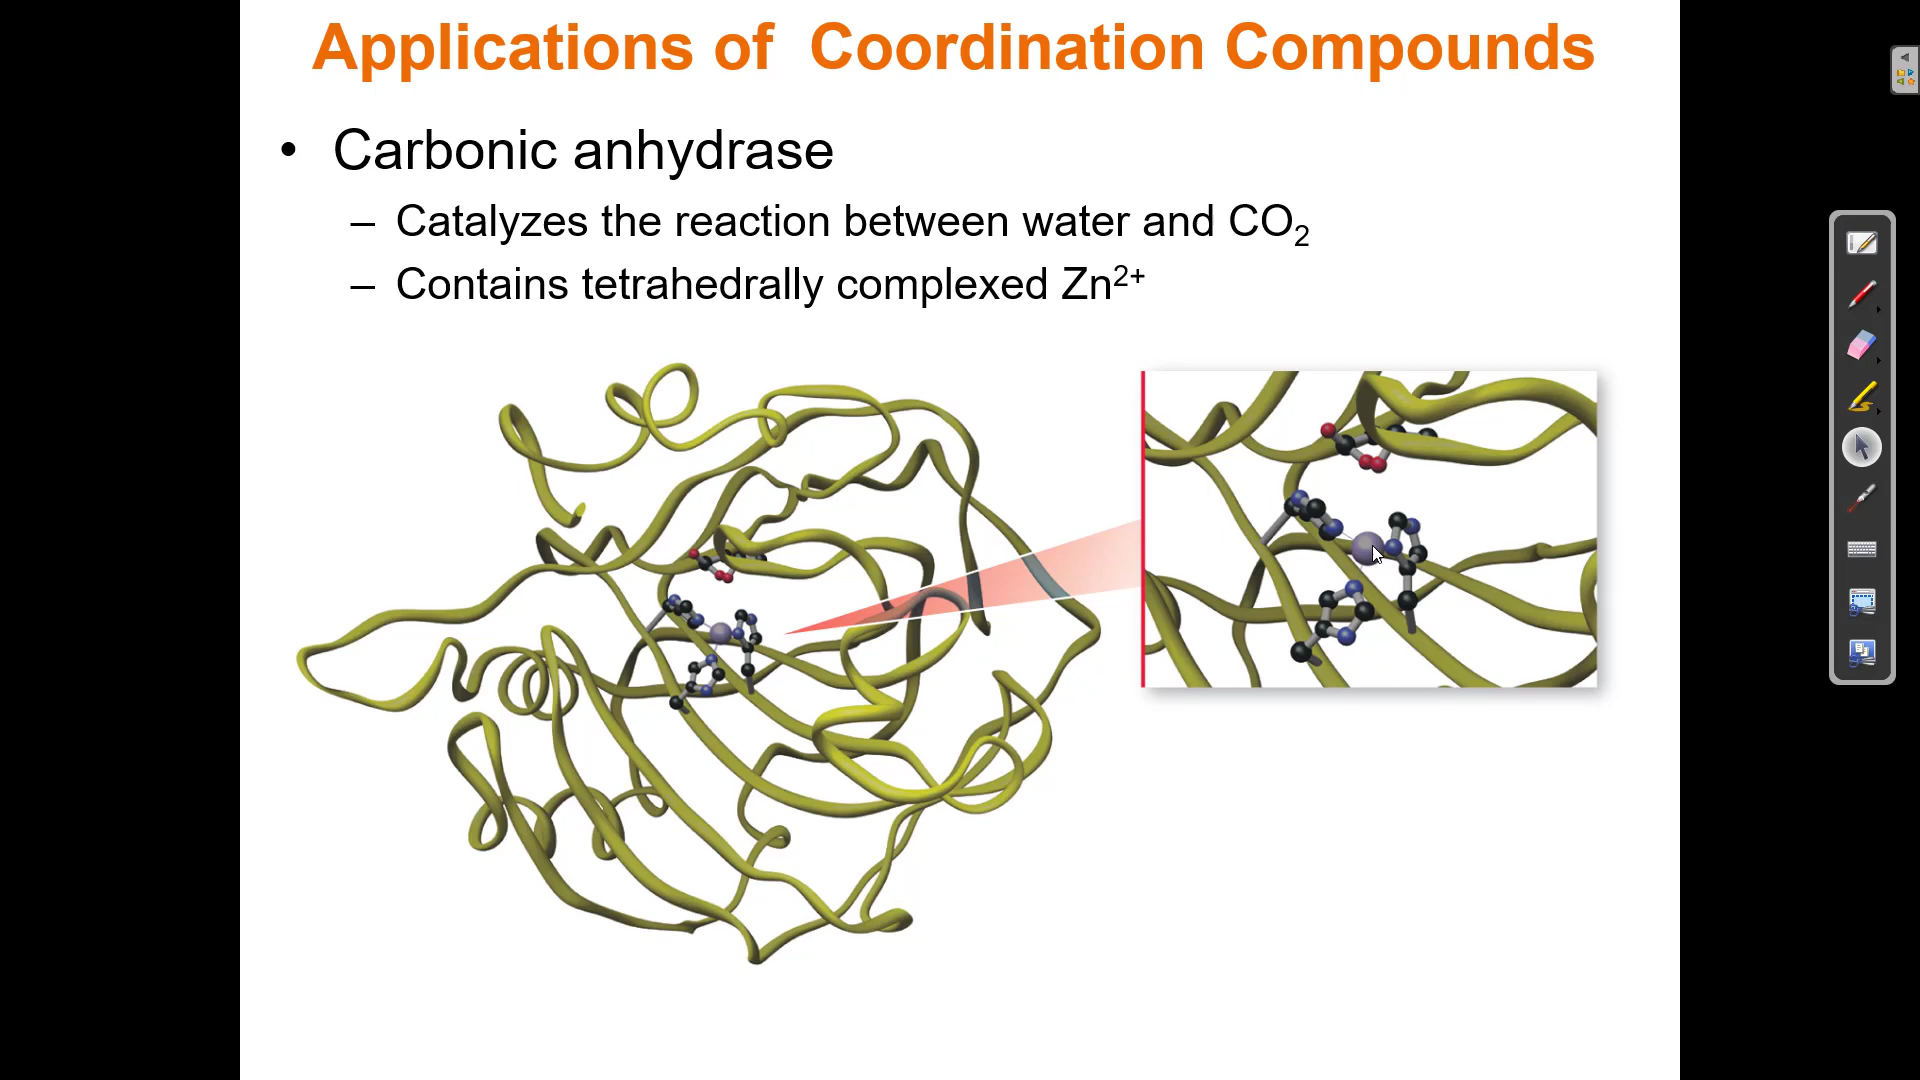 Applications of  Coordination Compounds
• Carbonic anhydrase
– Catalyzes the reaction between water and CO₂
– Contains tetrahedrally complexed Zn²⁺